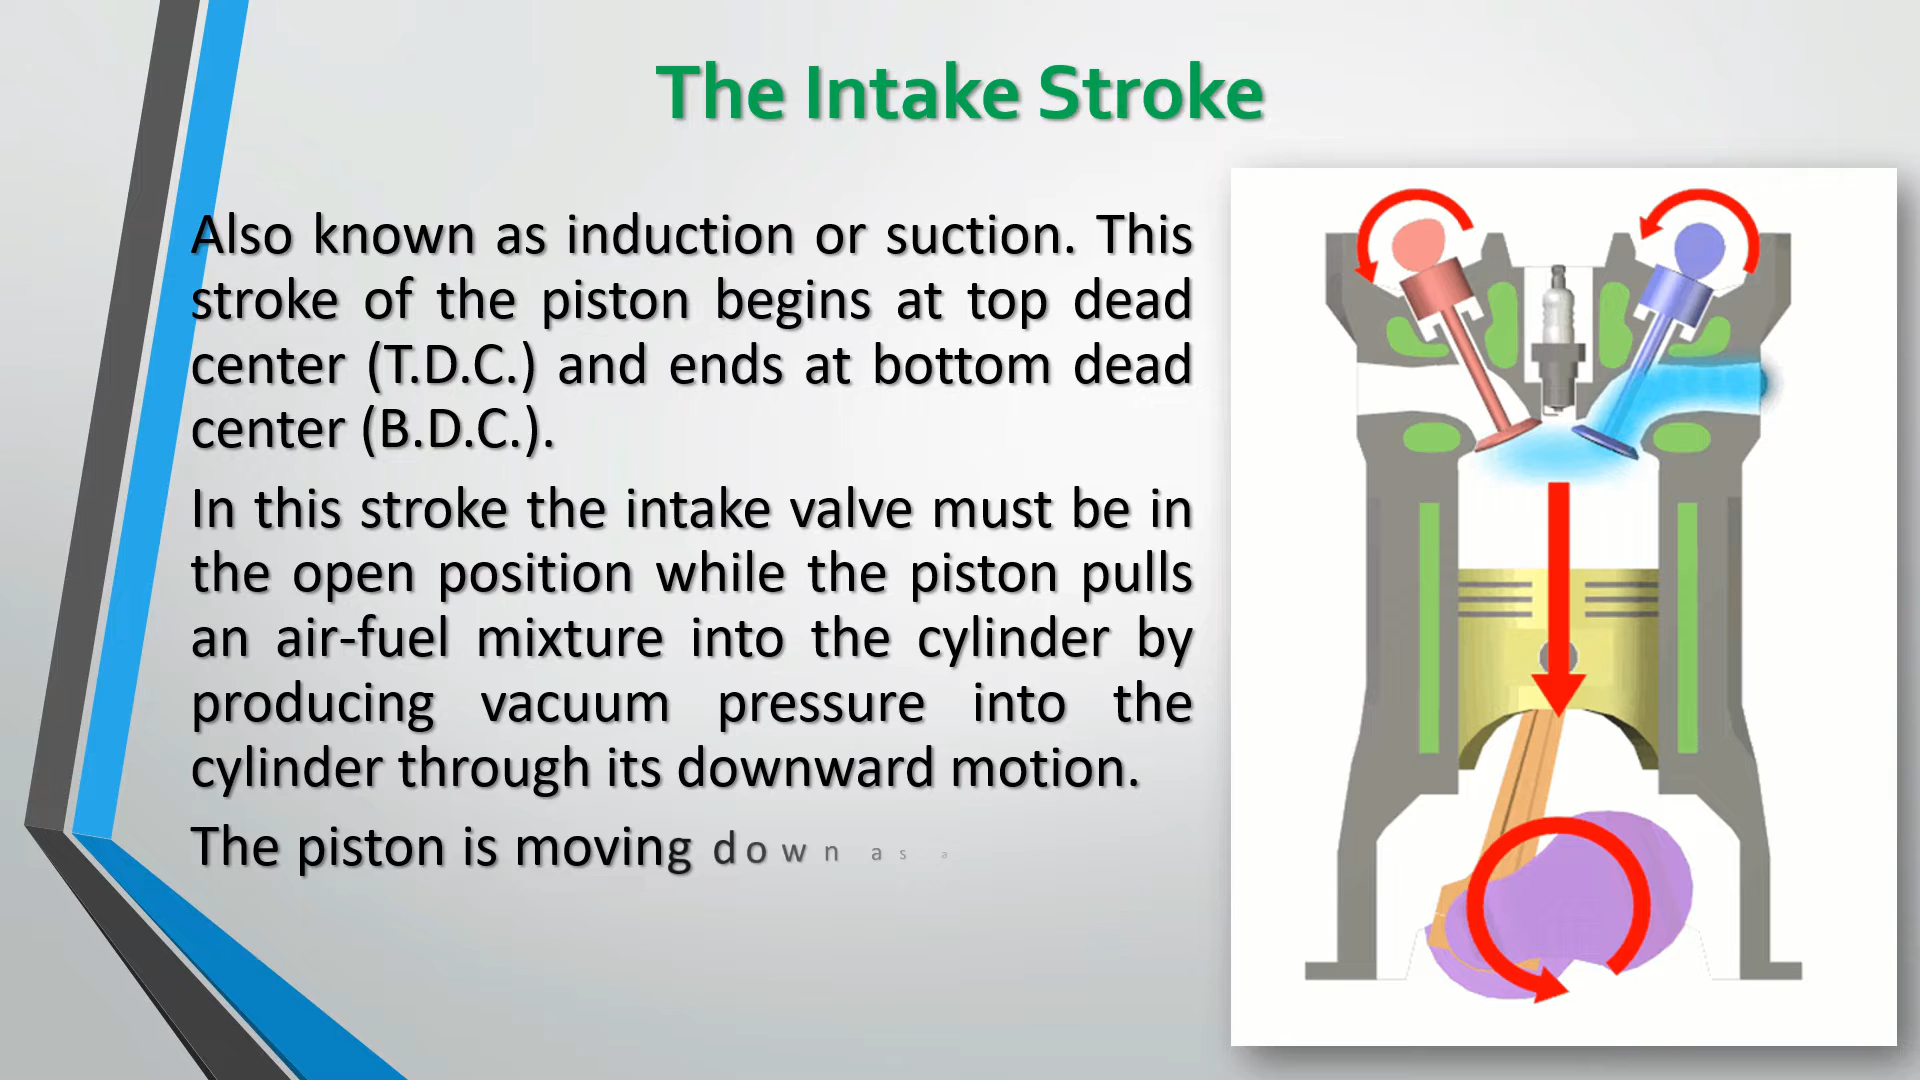 The Intake Stroke
Also known as induction or suction. This
stroke of the piston begins at top dead
center (T.D.C.) and ends at bottom dead
center (B.D.C.).
In this stroke the intake valve must be in
the open position while the piston pulls
an air-fuel mixture into the cylinder by
producing vacuum pressure into the
cylinder through its downward motion.
The piston is moving down as a